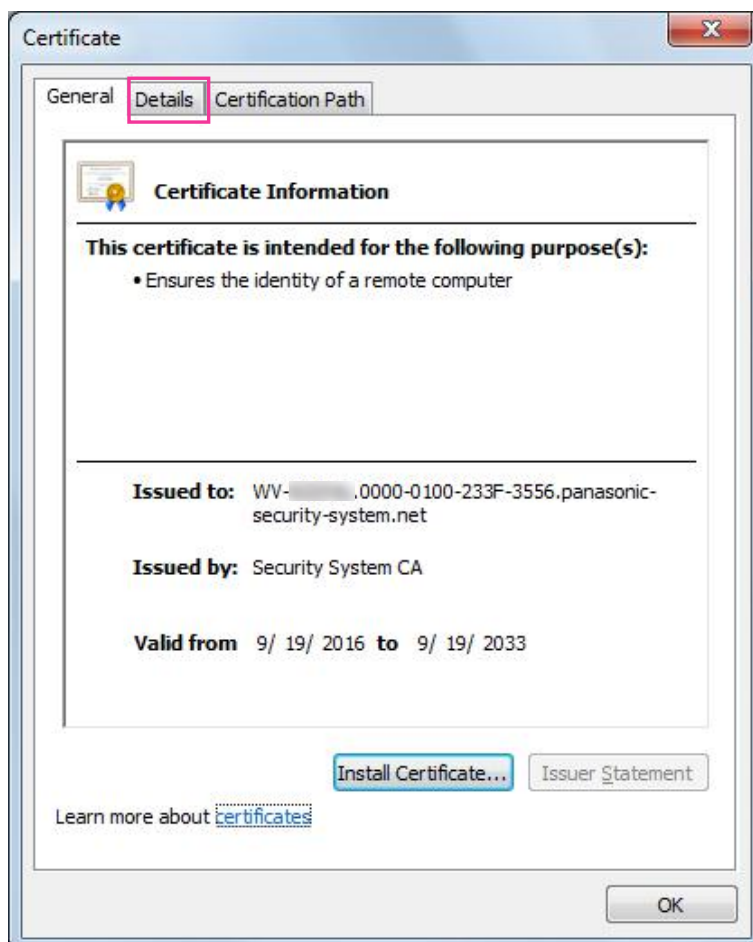 Certificate
General Details Certification Path
Certificate Information
This certificate is intended for the following purpose(s):
• Ensures the identity of a remote computer
Issued to: WV- .0000-0100-233F-3556.panasonic-
security-system.net
Issued by: Security System CA
Valid from 9/ 19/ 2016 to 9/ 19/ 2033
Install Certificate... Issuer Statement
Learn more about certificates
OK